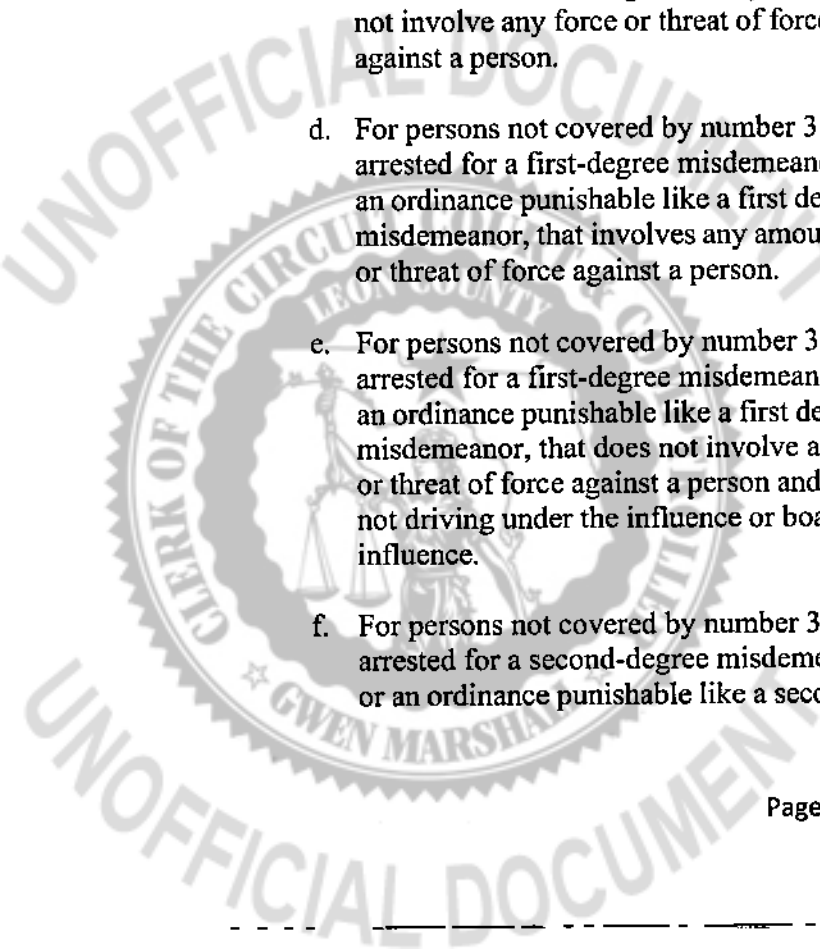 not involve any force or threat of forc
against a person.
d. For persons not covered by number 3
arrested for a first-degree misdemean
an ordinance punishable like a first de
misdemeanor, that involves any amou
or threat of force against a person.
e. For persons not covered by number 3
arrested for a first-degree misdemean
an ordinance punishable like a first de
misdemeanor, that does not involve a
or threat of force against a person and
not driving under the influence or boa
influence.
f. For persons not covered by number 3
arrested for a second-degree misdeme
or an ordinance punishable like a seco
Page
UNOFFICIAL DOCUMENT
CLERK OF THE CIRCUIT COURT &
LEON COUNTY
GWEN MARSHALL
UNOFFICIAL DOCUMENT